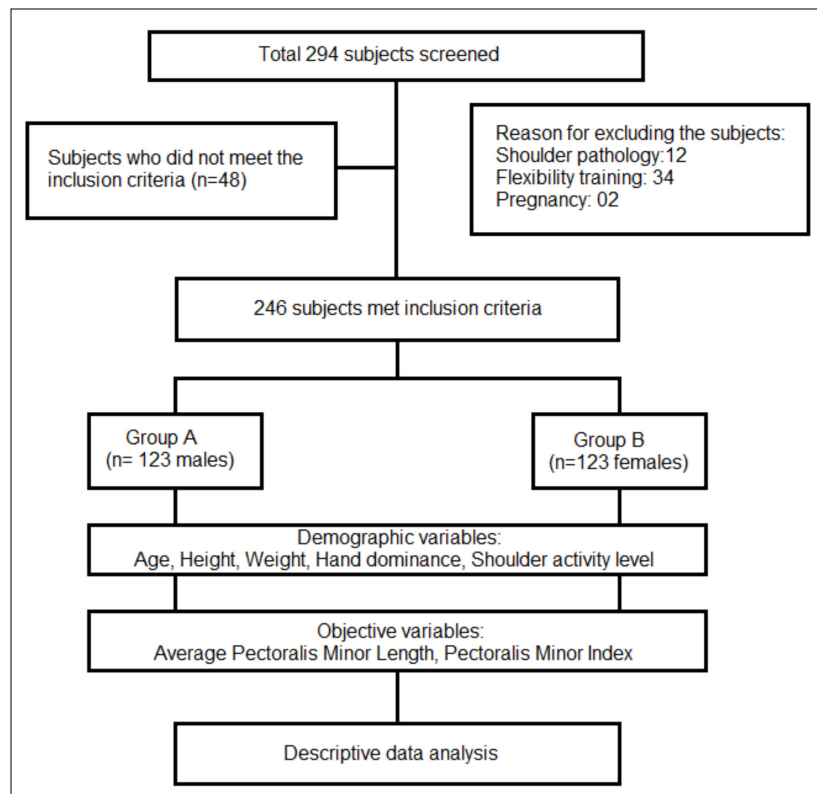 Total 294 subjects screened
Subjects who did not meet the
inclusion criteria (n=48)
Reason for excluding the subjects:
Shoulder pathology:12
Flexibility training: 34
Pregnancy: 02
246 subjects met inclusion criteria
Group A
(n= 123 males)
Group B
(n=123 females)
Demographic variables:
Age, Height, Weight, Hand dominance, Shoulder activity level
Objective variables:
Average Pectoralis Minor Length, Pectoralis Minor Index
Descriptive data analysis